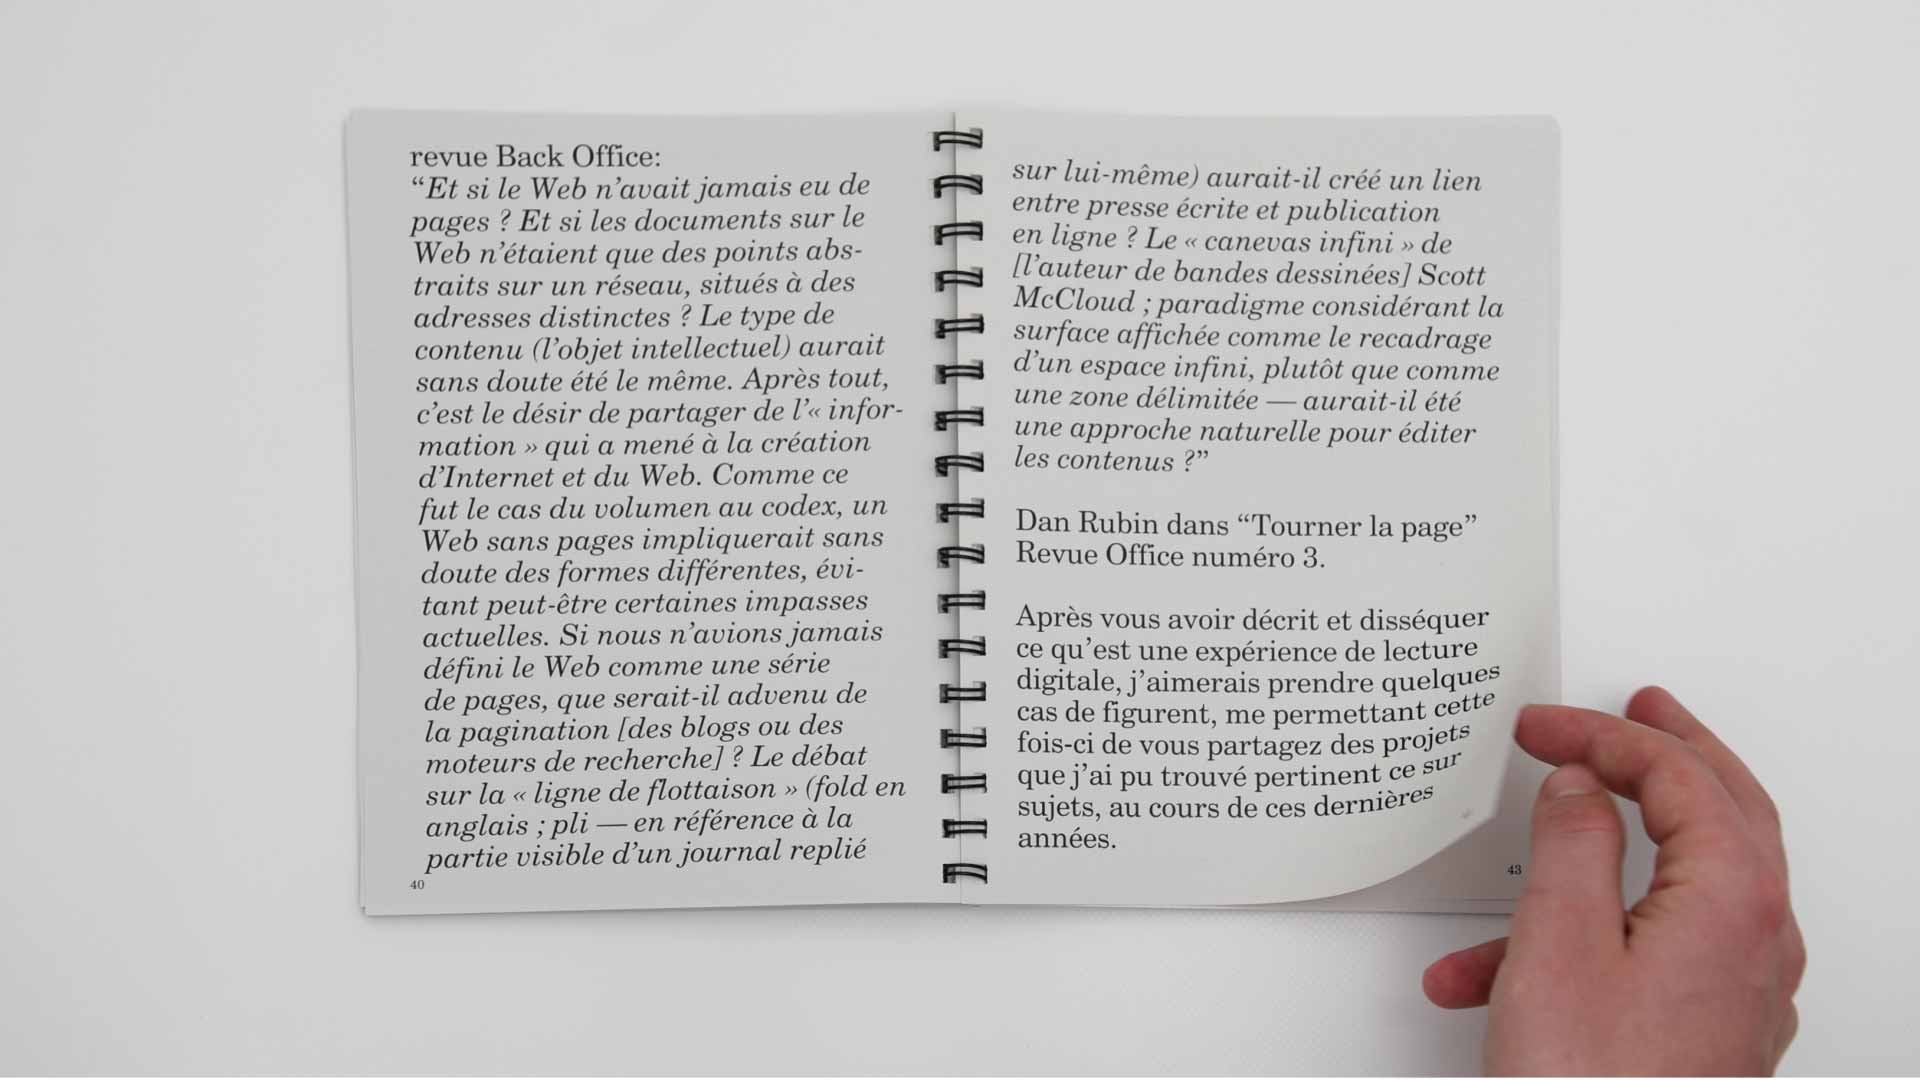 revue Back Office:
“Et si le Web n’avait jamais eu de
pages ? Et si les documents sur le
Web n’étaient que des points abs-
traits sur un réseau, situés à des
adresses distinctes ? Le type de
contenu (l’objet intellectuel) aurait
sans doute été le même. Après tout,
c’est le désir de partager de l’« infor-
mation » qui a mené à la création
d’Internet et du Web. Comme ce
fut le cas du volumen au codex, un
Web sans pages impliquerait sans
doute des formes différentes, évi-
tant peut-être certaines impasses
actuelles. Si nous n’avions jamais
défini le Web comme une série
de pages, que serait-il advenu de
la pagination [des blogs ou des
moteurs de recherche] ? Le débat
sur la « ligne de flottaison » (fold en
anglais ; pli — en référence à la
partie visible d’un journal replié
40
sur lui-même) aurait-il créé un lien
entre presse écrite et publication
en ligne ? Le « canevas infini » de
[l’auteur de bandes dessinées] Scott
McCloud ; paradigme considérant la
surface affichée comme le recadrage
d’un espace infini, plutôt que comme
une zone délimitée — aurait-il été
une approche naturelle pour éditer
les contenus ?”
Dan Rubin dans “Tourner la page”
Revue Office numéro 3.
Après vous avoir décrit et disséquer
ce qu’est une expérience de lecture
digitale, j’aimerais prendre quelques
cas de figurent, me permettant cette
fois-ci de vous partagez des projets
que j’ai pu trouvé pertinent ce sur
sujets, au cours de ces dernières
années.
43